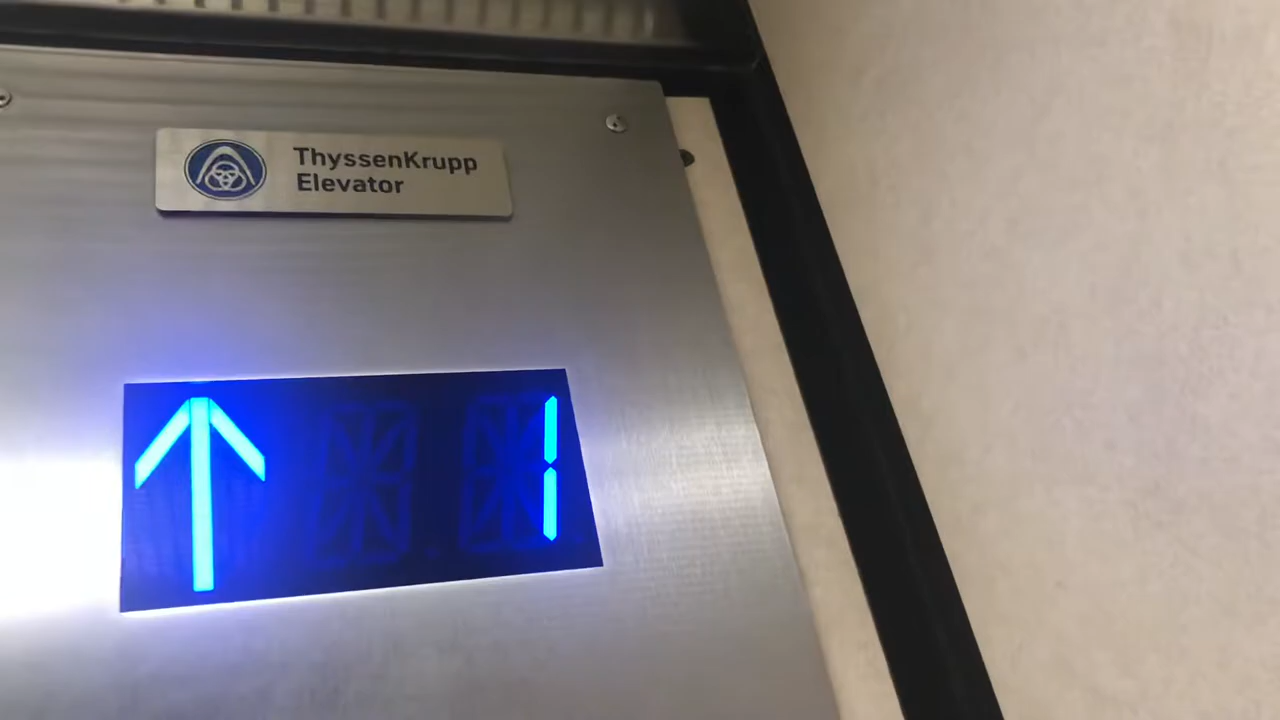 ThyssenKrupp
Elevator
↑ 1